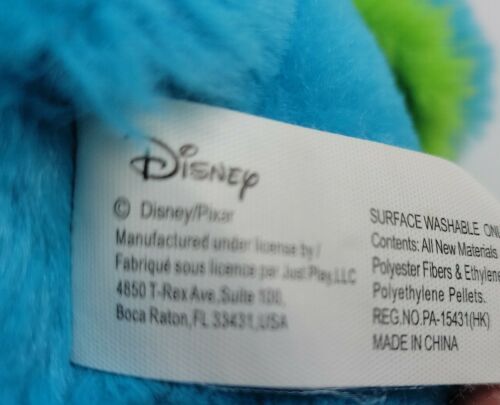 Disney
© Disney/Pixar
Manufactured under license by /
Fabriqué sous licence par Just Play, LLC
4850 T-Rex Ave, Suite 100,
Boca Raton, FL 33431, USA
SURFACE WASHABLE
Contents: All New Materials
Polyester Fibers & Ethylene
Polyethylene Pellets.
REG.NO.PA-15431(HK)
MADE IN CHINA